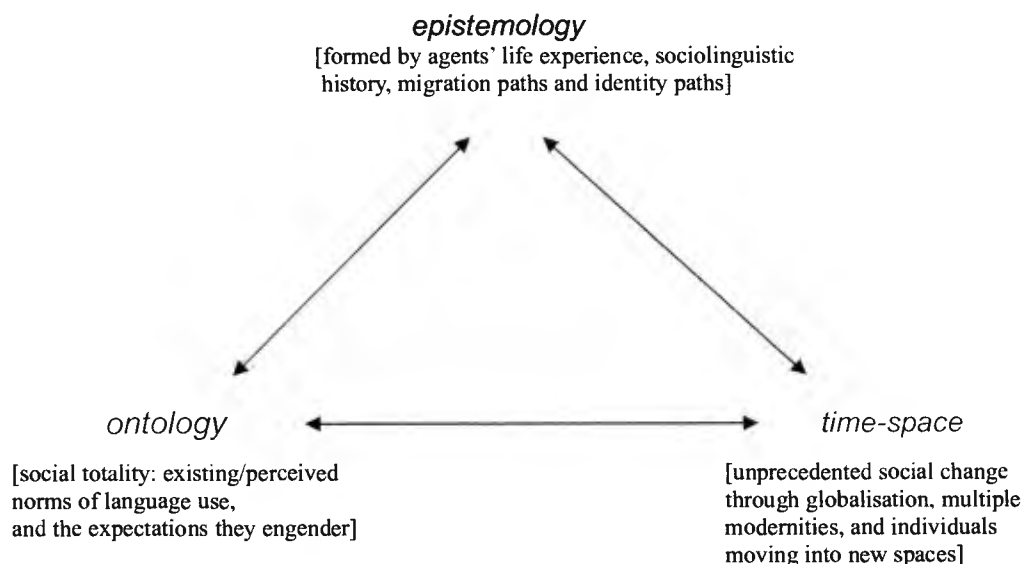 epistemology
[formed by agents’ life experience, sociolinguistic
history, migration paths and identity paths]
ontology
[social totality: existing/perceived
norms of language use,
and the expectations they engender]
time-space
[unprecedented social change
through globalisation, multiple
modernities, and individuals
moving into new spaces]